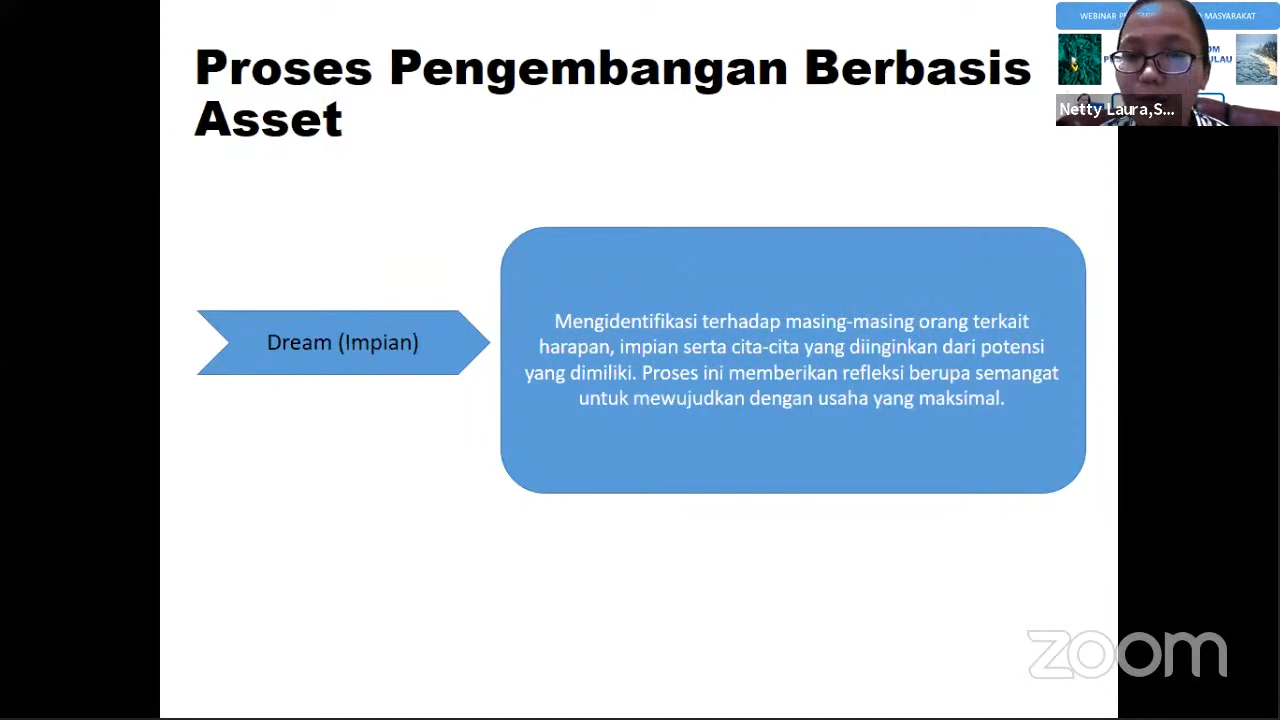 Proses Pengembangan Berbasis
Asset
WEBINAR
MASYARAKAT
Netty Laura,S...
Dream (Impian)
Mengidentifikasi terhadap masing-masing orang terkait
harapan, impian serta cita-cita yang diinginkan dari potensi
yang dimiliki. Proses ini memberikan refleksi berupa semangat
untuk mewujudkan dengan usaha yang maksimal.
zoom